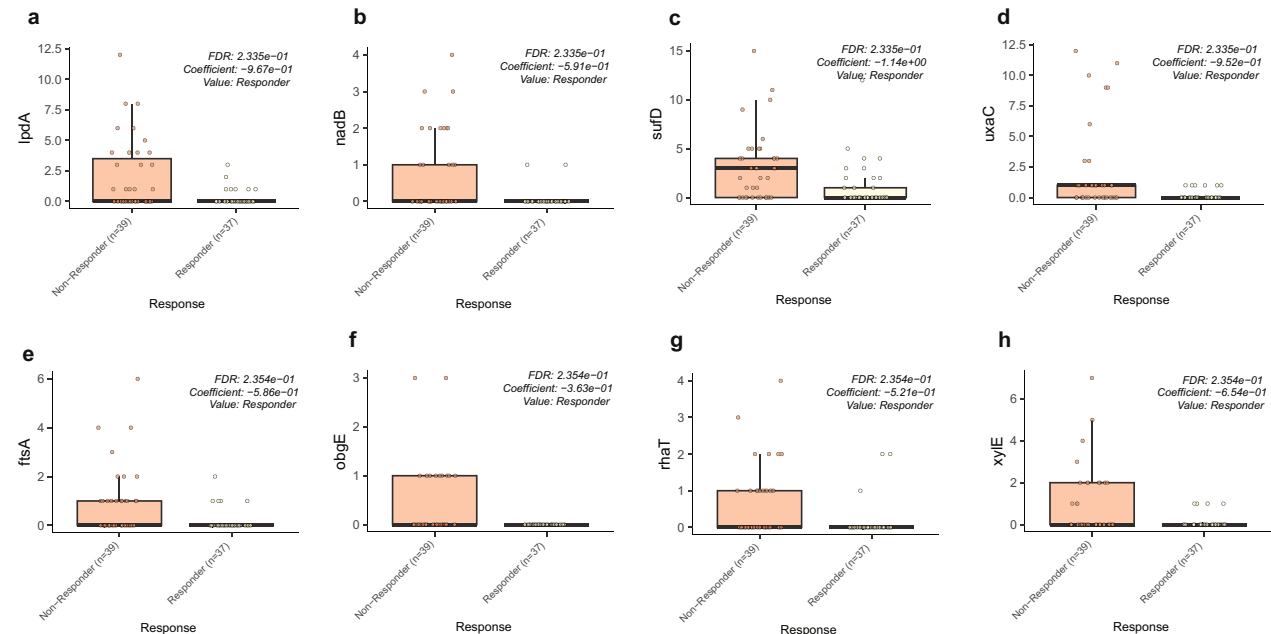 a
FDR: 2.335e−01
Coefficient: −9.67e−01
Value: Responder
12.5
10.0
7.5
5.0
2.5
0.0
lpdA
Non−Responder (n=39)
Responder (n=37)
Response
b
FDR: 2.335e−01
Coefficient: −5.91e−01
Value: Responder
4
3
2
1
0
nadB
Non−Responder (n=39)
Responder (n=37)
Response
c
FDR: 2.335e−01
Coefficient: −1.14e+00
Value: Responder
15
10
5
0
sufD
Non−Responder (n=39)
Responder (n=37)
Response
d
FDR: 2.335e−01
Coefficient: −9.52e−01
Value: Responder
12.5
10.0
7.5
5.0
2.5
0.0
uxaC
Non−Responder (n=39)
Responder (n=37)
Response
e
FDR: 2.354e−01
Coefficient: −5.86e−01
Value: Responder
6
4
2
0
ftsA
Non−Responder (n=39)
Responder (n=37)
Response
f
FDR: 2.354e−01
Coefficient: −3.63e−01
Value: Responder
3
2
1
0
obgE
Non−Responder (n=39)
Responder (n=37)
Response
g
FDR: 2.354e−01
Coefficient: −5.21e−01
Value: Responder
4
3
2
1
0
rhaT
Non−Responder (n=39)
Responder (n=37)
Response
h
FDR: 2.354e−01
Coefficient: −6.54e−01
Value: Responder
6
4
2
0
xylE
Non−Responder (n=39)
Responder (n=37)
Response